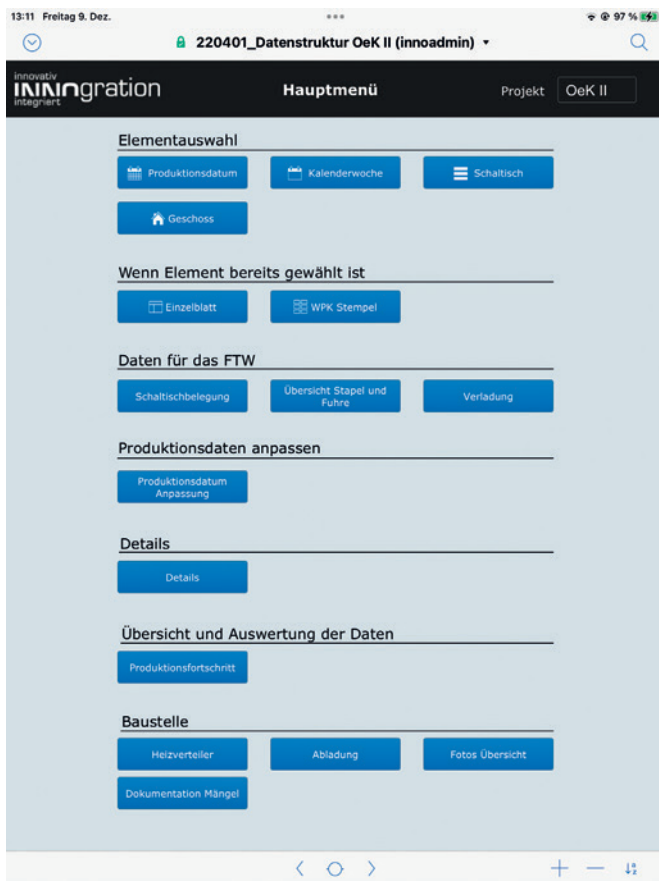 13:11 Freitag 9. Dez.
97 %
220401_Datenstruktur OeK II (innoadmin)
innovativ
INNINgration
integriert
Hauptmenü
Projekt
OeK II
Elementauswahl
Produktionsdatum
Kalenderwoche
Schaltisch
Geschoss
Wenn Element bereits gewählt ist
Einzelblatt
WPK Stempel
Daten für das FTW
Schaltischbelegung
Übersicht Stapel und
Fuhre
Verladung
Produktionsdaten anpassen
Produktionsdatum
Anpassung
Details
Details
Übersicht und Auswertung der Daten
Produktionsfortschritt
Baustelle
Heizverteiler
Abladung
Fotos Übersicht
Dokumentation Mängel